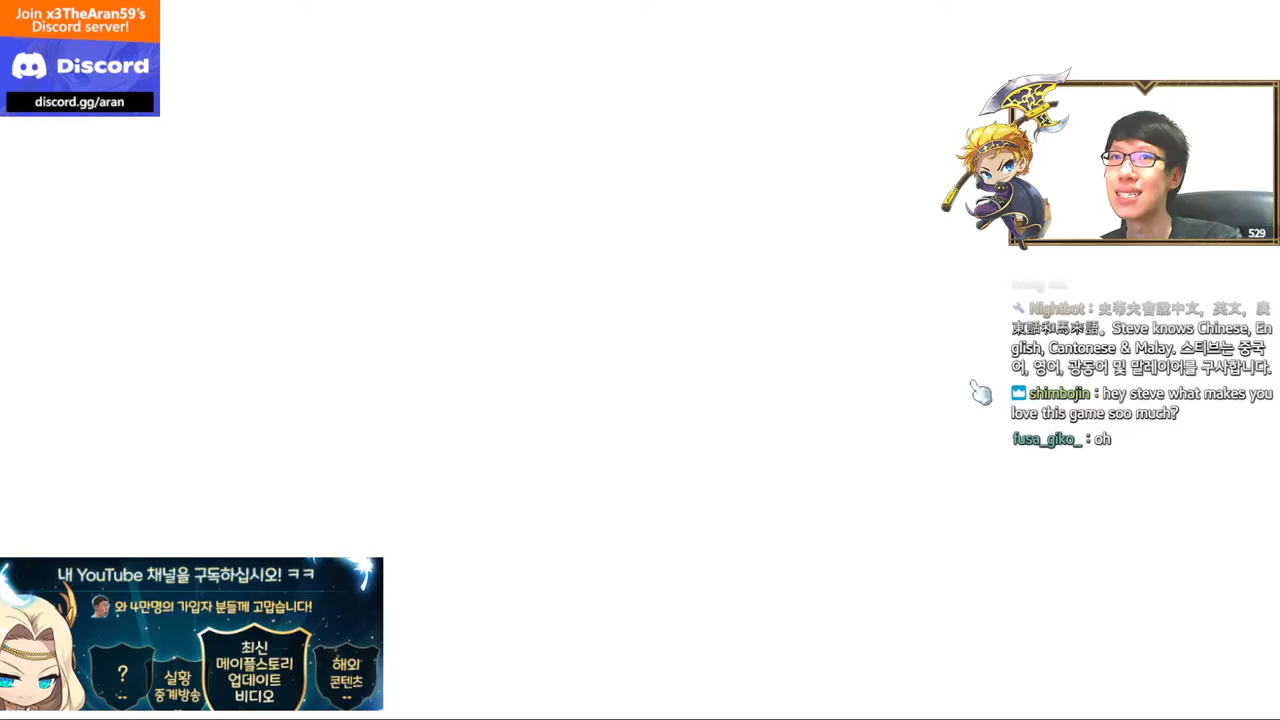 Join x3TheAran59's
Discord server!
Discord
discord.gg/aran
529
Nightbot : 史蒂夫會說中文, 英文, 廣
東話和馬來語。Steve knows Chinese, En
glish, Cantonese & Malay. 스티브는 중국
어, 영어, 광동어 및 말레이어를 구사합니다.
shimbojin : hey steve what makes you
love this game soo much?
fusa_giko_ : oh
내 YouTube 채널을 구독하십시오! ㅋㅋ
와 4만명의 가입자 분들께 고맙습니다!
?
--
실황
중계방송
--
최신
메이플스토리
업데이트
비디오
해외
콘텐츠
--